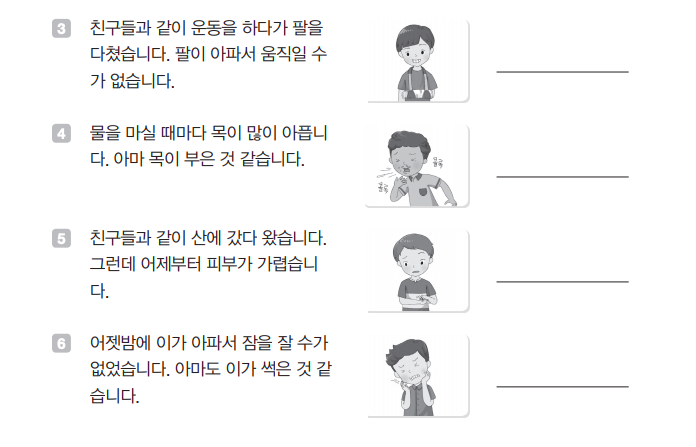 3 친구들과 같이 운동을 하다가 팔을
다쳤습니다. 팔이 아파서 움직일 수
가 없습니다.
4 물을 마실 때마다 목이 많이 아픕니
다. 아마 목이 부은 것 같습니다.
5 친구들과 같이 산에 갔다 왔습니다.
그런데 어제부터 피부가 가렵습니
다.
6 어젯밤에 이가 아파서 잠을 잘 수가
없었습니다. 아마도 이가 썩은 것 같
습니다.